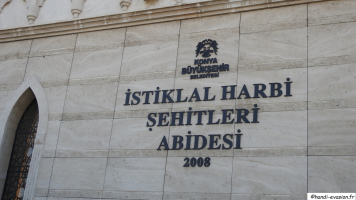 KONYA
BÜYÜKŞEHİR
BELEDİYESİ
İSTİKLAL HARBİ
ŞEHİTLERİ
ABİDESİ
2008
©handi-evasion.fr